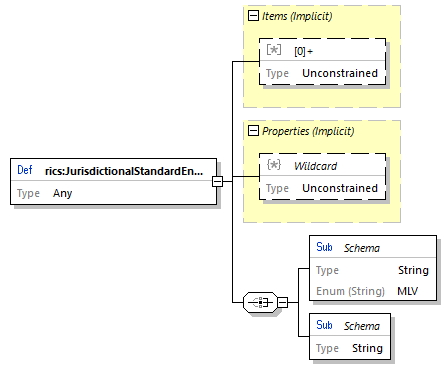 Items (Implicit)
[*] [0]+
Type Unconstrained
Properties (Implicit)
{*} Wildcard
Type Unconstrained
Def rics:JurisdictionalStandardEn...
Type Any
Sub Schema
Type String
Enum (String) MLV
Sub Schema
Type String